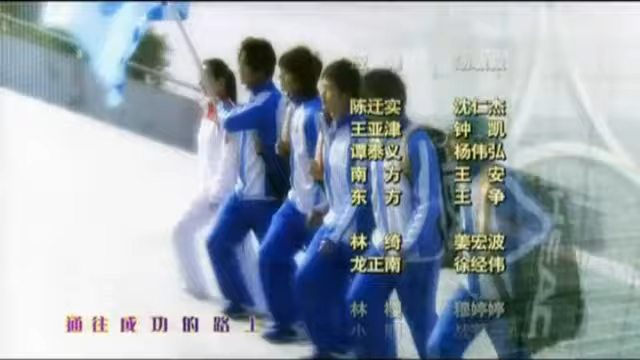 陈迁实 沈仁杰
王亚津 钟 凯
谭泰义 杨伟弘
南 方 王 安
东 方 王 争
林 绮 姜宏波
龙正南 徐经伟
穆婷婷
通往成功的路上